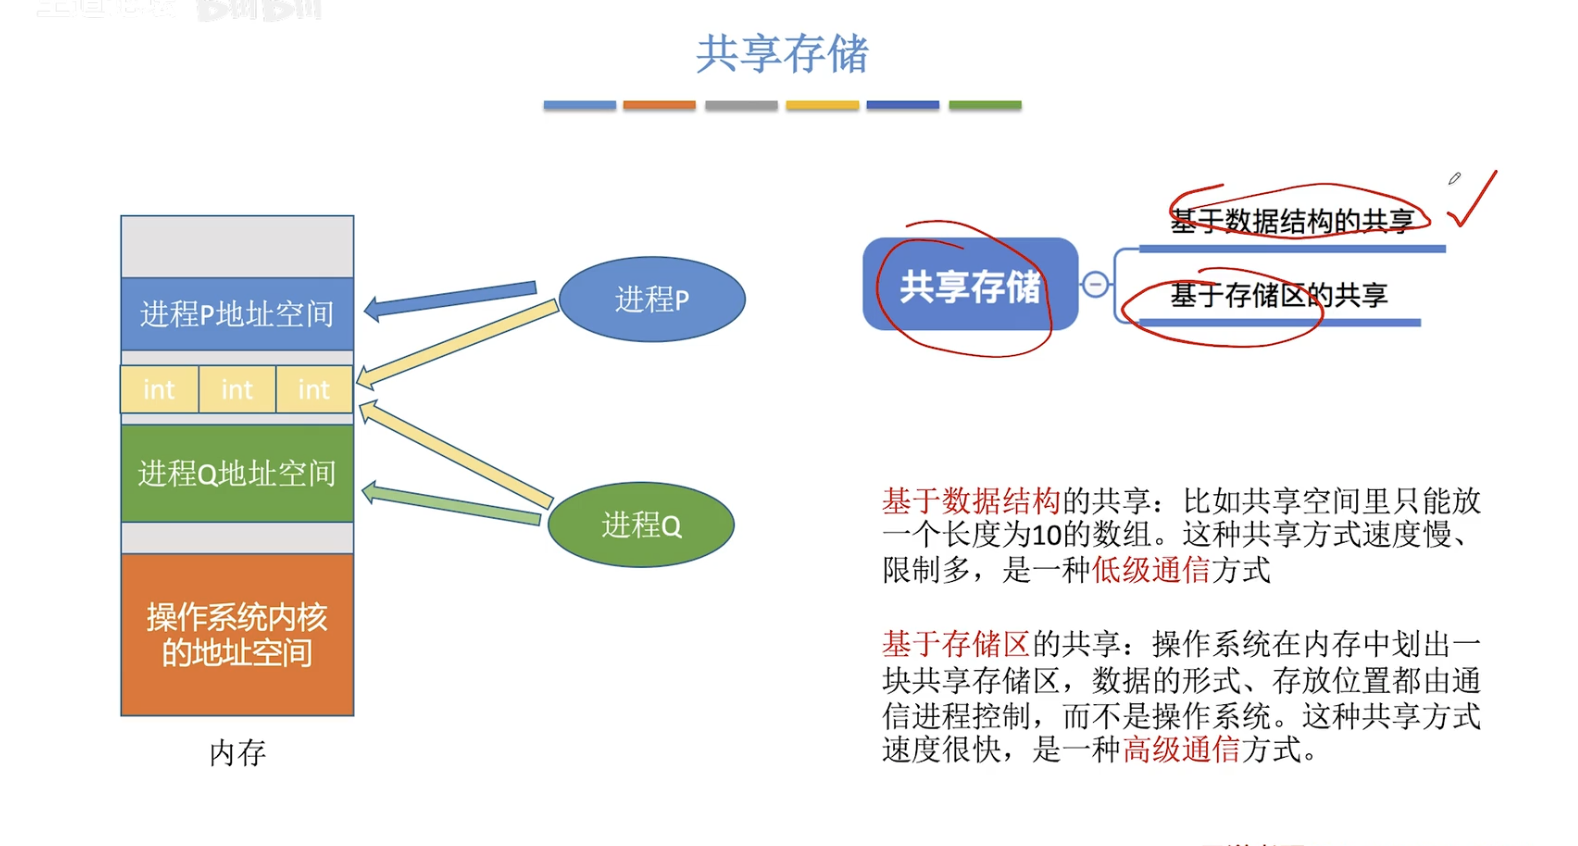 共享存储
进程P地址空间
int int int
进程Q地址空间
操作系统内核
的地址空间
内存
进程P
进程Q
共享存储
基于数据结构的共享
基于存储区的共享
基于数据结构的共享：比如共享空间里只能放
一个长度为10的数组。这种共享方式速度慢、
限制多，是一种低级通信方式
基于存储区的共享：操作系统在内存中划出一
块共享存储区，数据的形式、存放位置都由通
信进程控制，而不是操作系统。这种共享方式
速度很快，是一种高级通信方式。